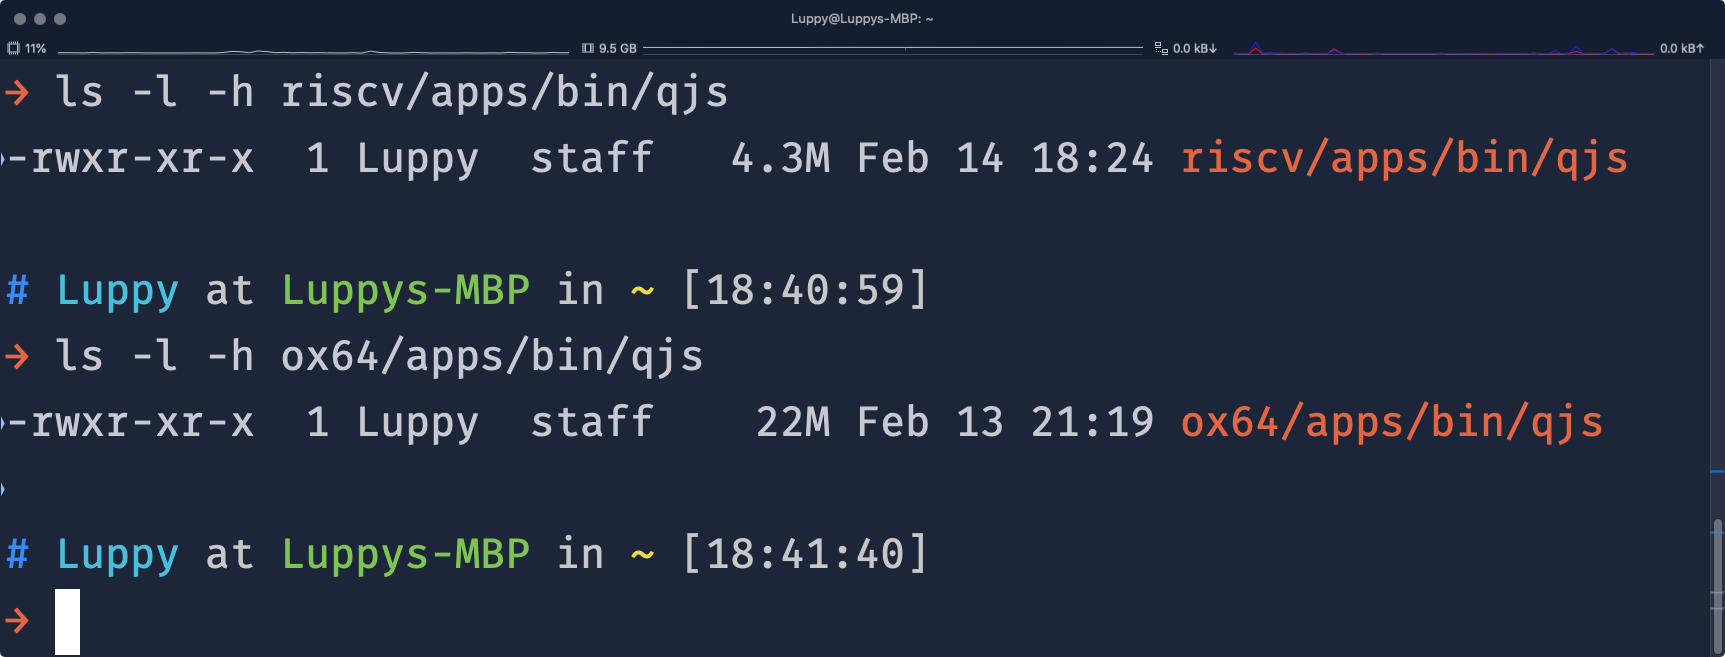 Luppy@Luppys-MBP: ~
11% 9.5 GB 0.0 kB↓ 0.0 kB↑
→ ls -l -h riscv/apps/bin/qjs
-rwxr-xr-x  1 Luppy  staff   4.3M Feb 14 18:24 riscv/apps/bin/qjs
# Luppy at Luppys-MBP in ~ [18:40:59]
→ ls -l -h ox64/apps/bin/qjs
-rwxr-xr-x  1 Luppy  staff    22M Feb 13 21:19 ox64/apps/bin/qjs
# Luppy at Luppys-MBP in ~ [18:41:40]
→